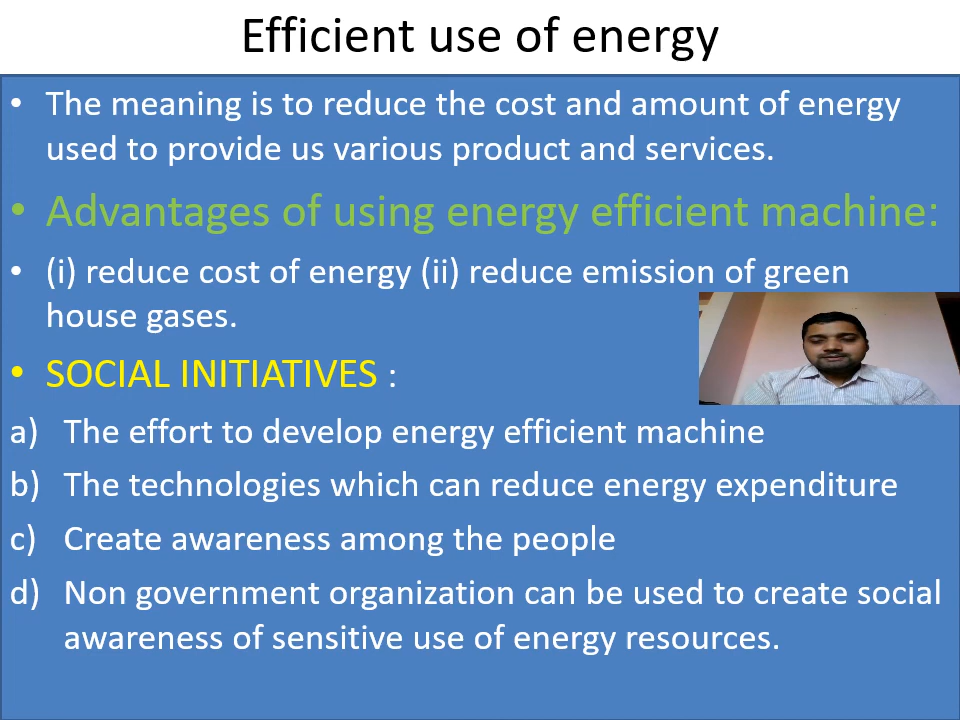 Efficient use of energy
• The meaning is to reduce the cost and amount of energy
used to provide us various product and services.
• Advantages of using energy efficient machine:
• (i) reduce cost of energy (ii) reduce emission of green
house gases.
• SOCIAL INITIATIVES :
a) The effort to develop energy efficient machine
b) The technologies which can reduce energy expenditure
c) Create awareness among the people
d) Non government organization can be used to create social
awareness of sensitive use of energy resources.